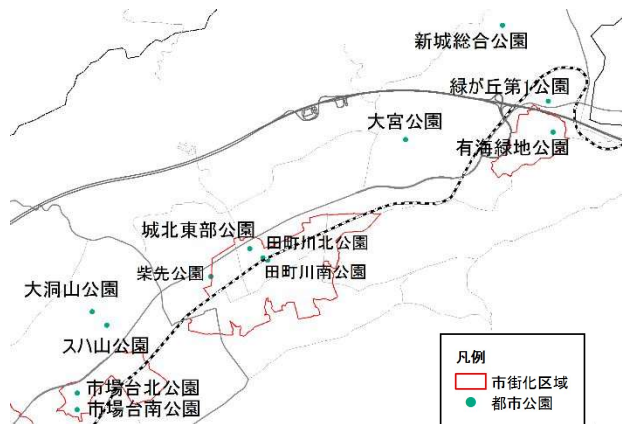 新城総合公園
緑が丘第1公園
大宮公園
有海緑地公園
城北東部公園
田町川北公園
柴先公園
田町川南公園
大洞山公園
スハ山公園
市場台北公園
市場台南公園
凡例
市街化区域
都市公園